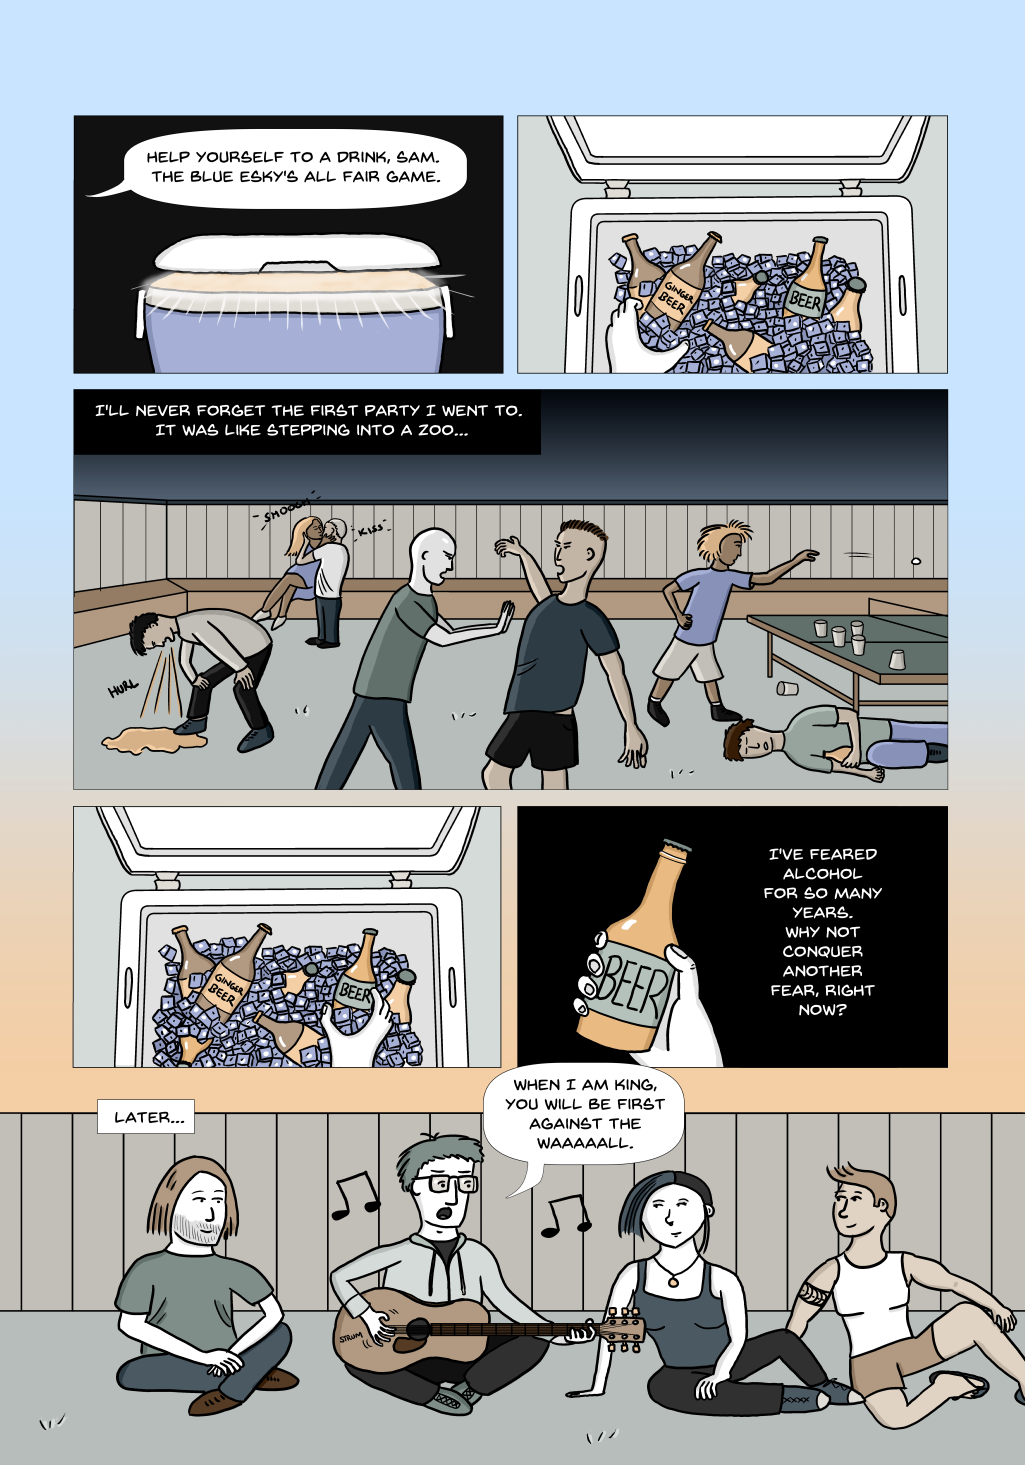 HELP YOURSELF TO A DRINK, SAM.
THE BLUE ESKY'S ALL FAIR GAME.
GINGER
BEER
BEER
I'LL NEVER FORGET THE FIRST PARTY I WENT TO.
IT WAS LIKE STEPPING INTO A ZOO...
SMOOCH
KISS
HURL
GINGER
BEER
BEER
BEER
I'VE FEARED
ALCOHOL
FOR SO MANY
YEARS.
WHY NOT
CONQUER
ANOTHER
FEAR, RIGHT
NOW?
LATER...
WHEN I AM KING,
YOU WILL BE FIRST
AGAINST THE
WAAAAALL.
STRUM